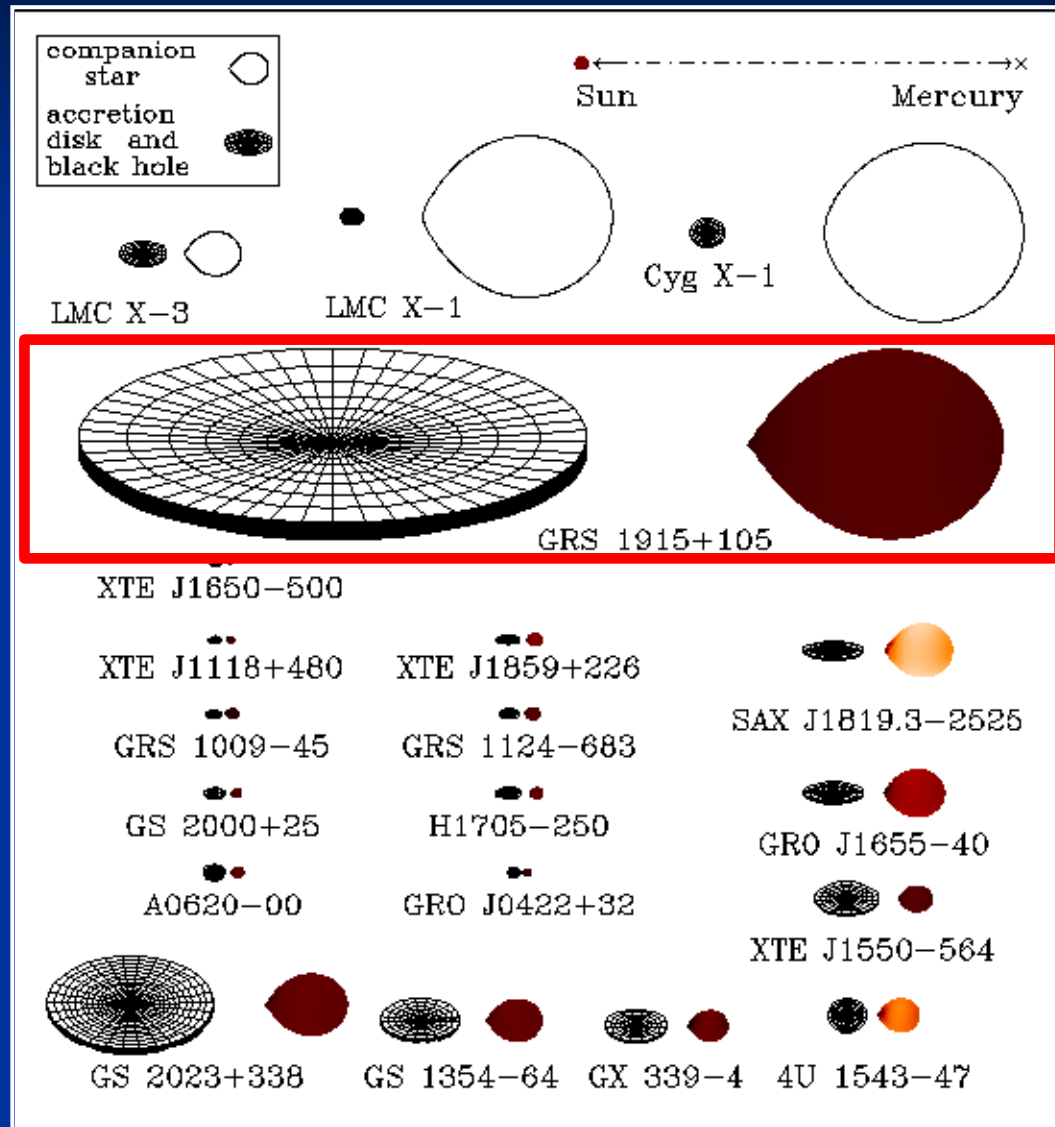 companion
star
accretion
disk and
black hole
Sun
Mercury
LMC X−3
LMC X−1
Cyg X−1
GRS 1915+105
XTE J1650−500
XTE J1118+480
XTE J1859+226
SAX J1819.3−2525
GRS 1009−45
GRS 1124−683
GS 2000+25
H1705−250
GRO J1655−40
A0620−00
GRO J0422+32
XTE J1550−564
GS 2023+338
GS 1354−64
GX 339−4
4U 1543−47